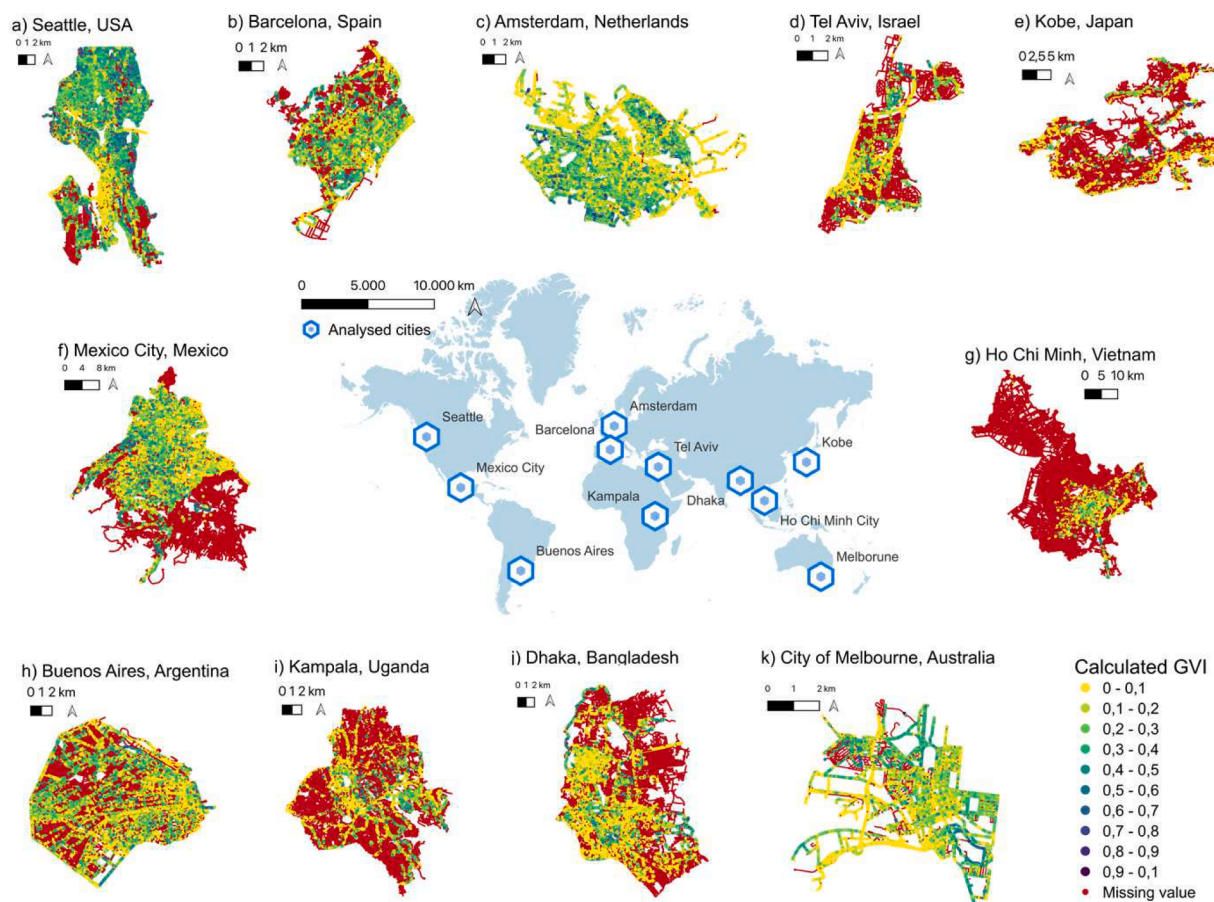 a) Seattle, USA
0 1 2 km
b) Barcelona, Spain
0 1 2 km
c) Amsterdam, Netherlands
0 1 2 km
d) Tel Aviv, Israel
0 1 2 km
e) Kobe, Japan
0 2,5 5 km
0 5.000 10.000 km
Analysed cities
f) Mexico City, Mexico
0 4 8 km
g) Ho Chi Minh, Vietnam
0 5 10 km
Seattle
Amsterdam
Barcelona
Tel Aviv
Kobe
Mexico City
Kampala
Dhaka
Ho Chi Minh City
Buenos Aires
Melborune
h) Buenos Aires, Argentina
0 1 2 km
i) Kampala, Uganda
0 1 2 km
j) Dhaka, Bangladesh
0 1 2 km
k) City of Melbourne, Australia
0 1 2 km
Calculated GVI
0 - 0,1
0,1 - 0,2
0,2 - 0,3
0,3 - 0,4
0,4 - 0,5
0,5 - 0,6
0,6 - 0,7
0,7 - 0,8
0,8 - 0,9
0,9 - 0,1
Missing value